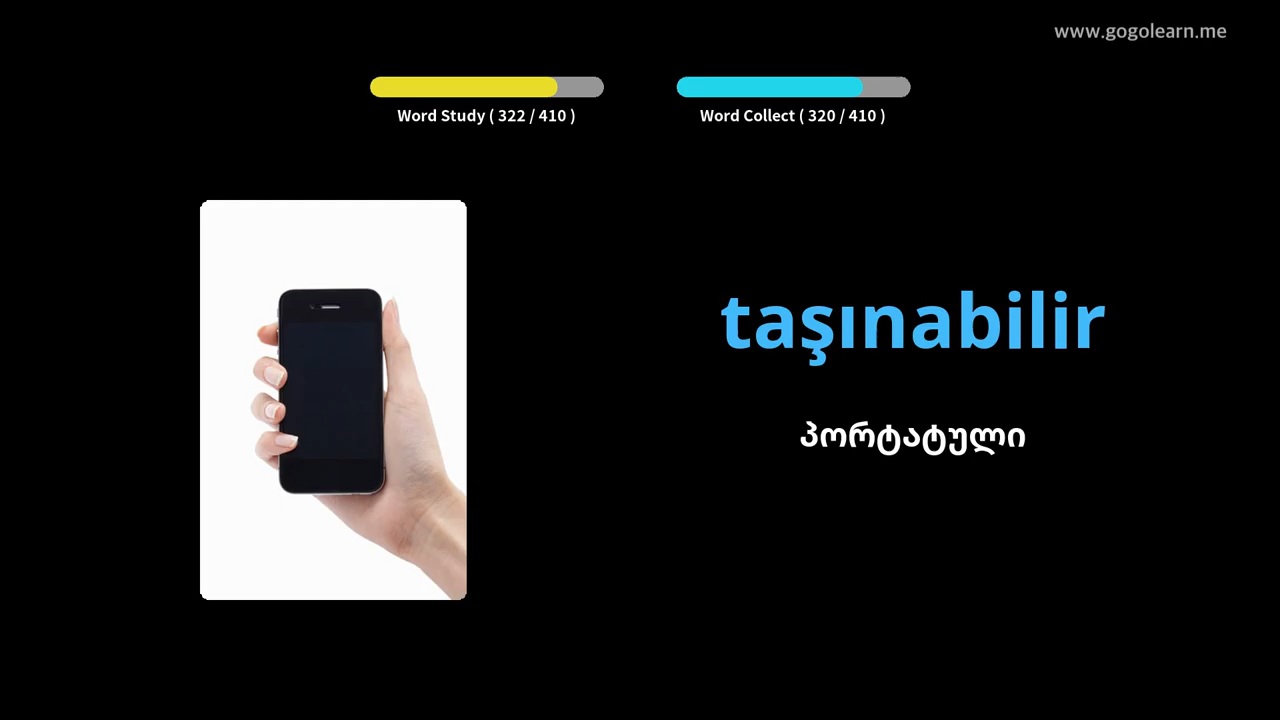 www.gogolearn.me
Word Study ( 322 / 410 )
Word Collect ( 320 / 410 )
taşınabilir
პორტატული